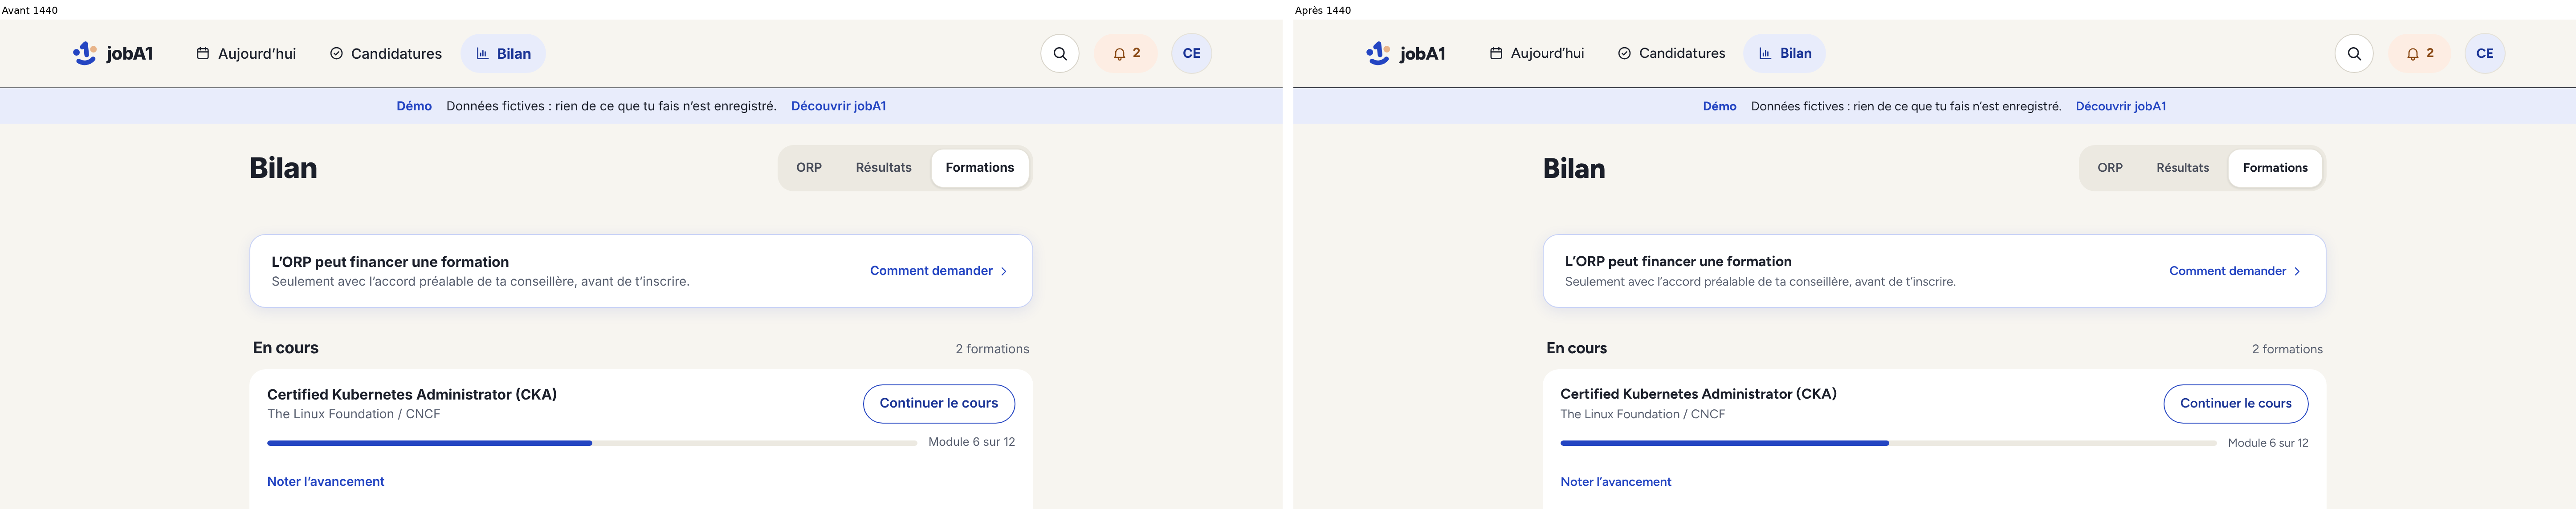 Avant 1440
jobA1 Aujourd'hui Candidatures Bilan 2 CE
Démo Données fictives : rien de ce que tu fais n'est enregistré. Découvrir jobA1
Bilan ORP Résultats Formations
L'ORP peut financer une formation
Seulement avec l'accord préalable de ta conseillère, avant de t'inscrire.
Comment demander
En cours 2 formations
Certified Kubernetes Administrator (CKA)
The Linux Foundation / CNCF
Continuer le cours
Module 6 sur 12
Noter l'avancement
Après 1440
jobA1 Aujourd'hui Candidatures Bilan 2 CE
Démo Données fictives : rien de ce que tu fais n'est enregistré. Découvrir jobA1
Bilan ORP Résultats Formations
L'ORP peut financer une formation
Seulement avec l'accord préalable de ta conseillère, avant de t'inscrire.
Comment demander
En cours 2 formations
Certified Kubernetes Administrator (CKA)
The Linux Foundation / CNCF
Continuer le cours
Module 6 sur 12
Noter l'avancement